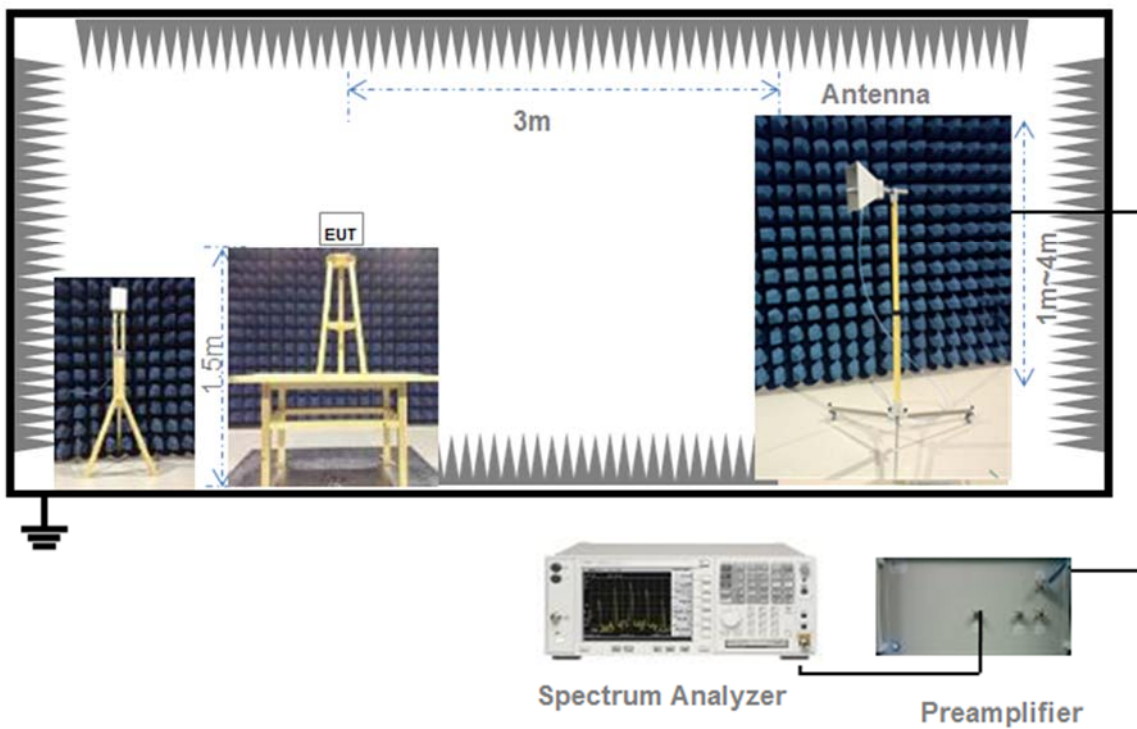 Antenna
3m
EUT
1.5m
1m~4m
Spectrum Analyzer
Preamplifier